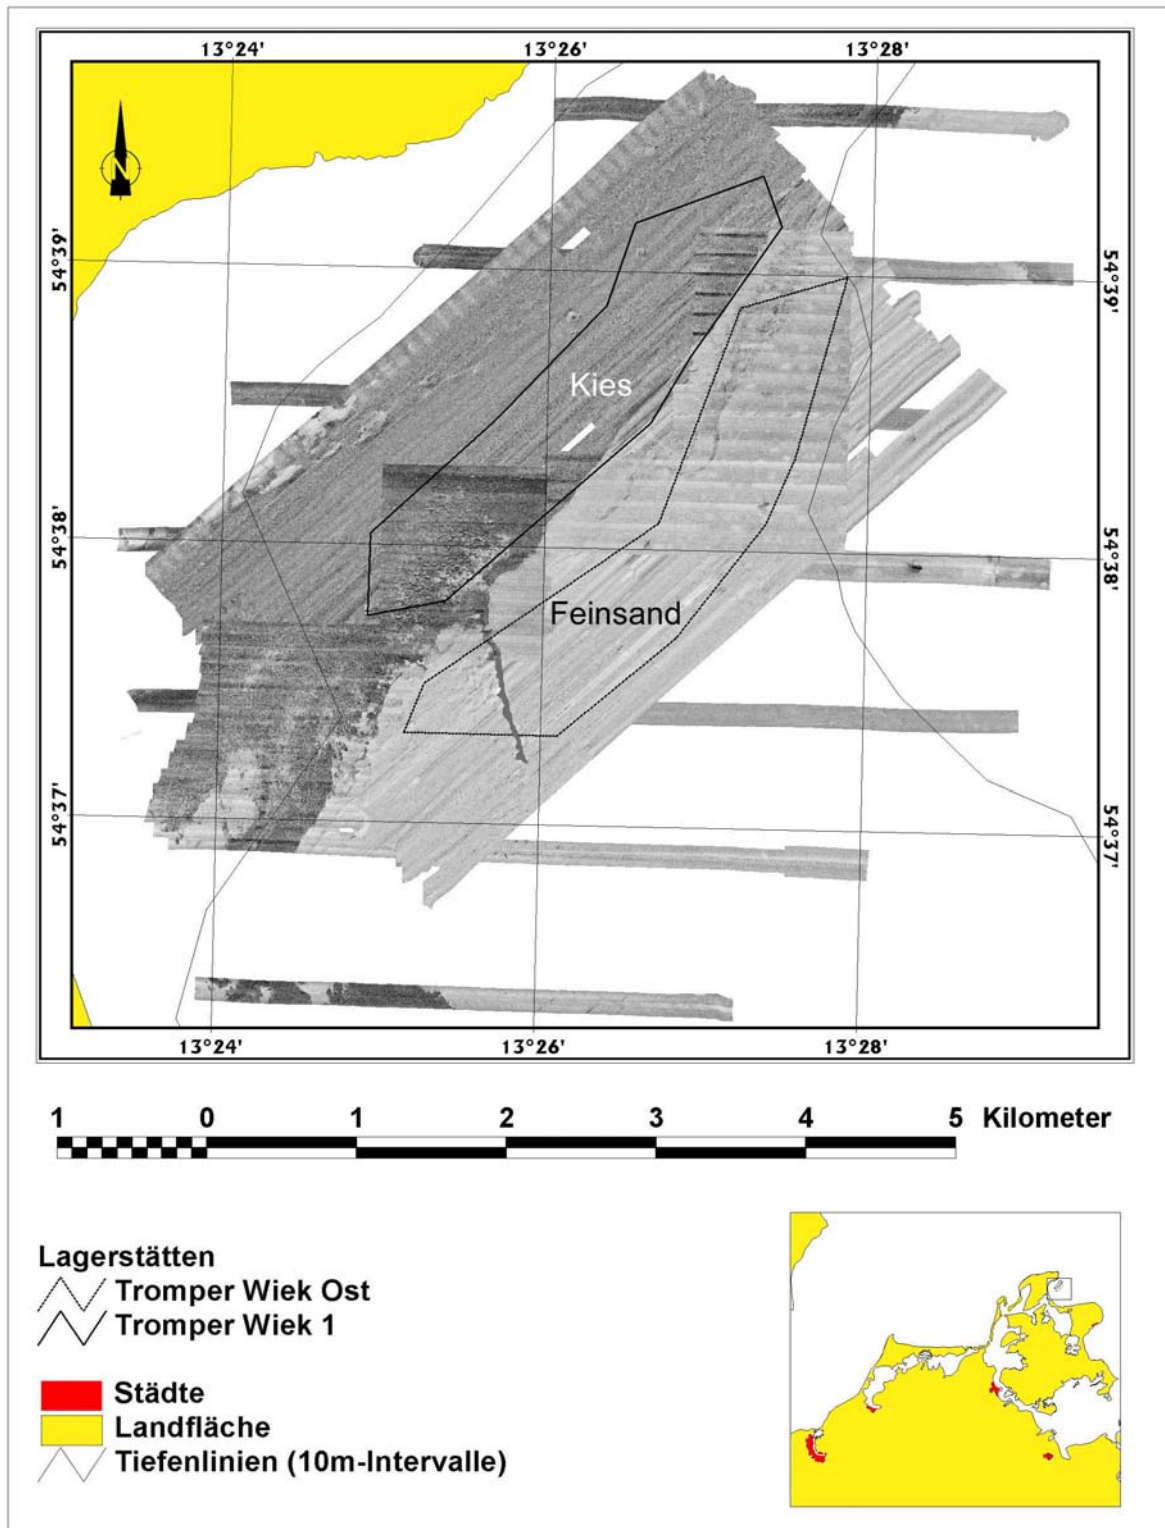 13°24' 13°26' 13°28'
N
54°39' 54°39'
Kies
54°38' 54°38'
Feinsand
54°37' 54°37'
13°24' 13°26' 13°28'
1 0 1 2 3 4 5 Kilometer
Lagerstätten
Tromper Wiek Ost
Tromper Wiek 1
Städte
Landfläche
Tiefenlinien (10m-Intervalle)